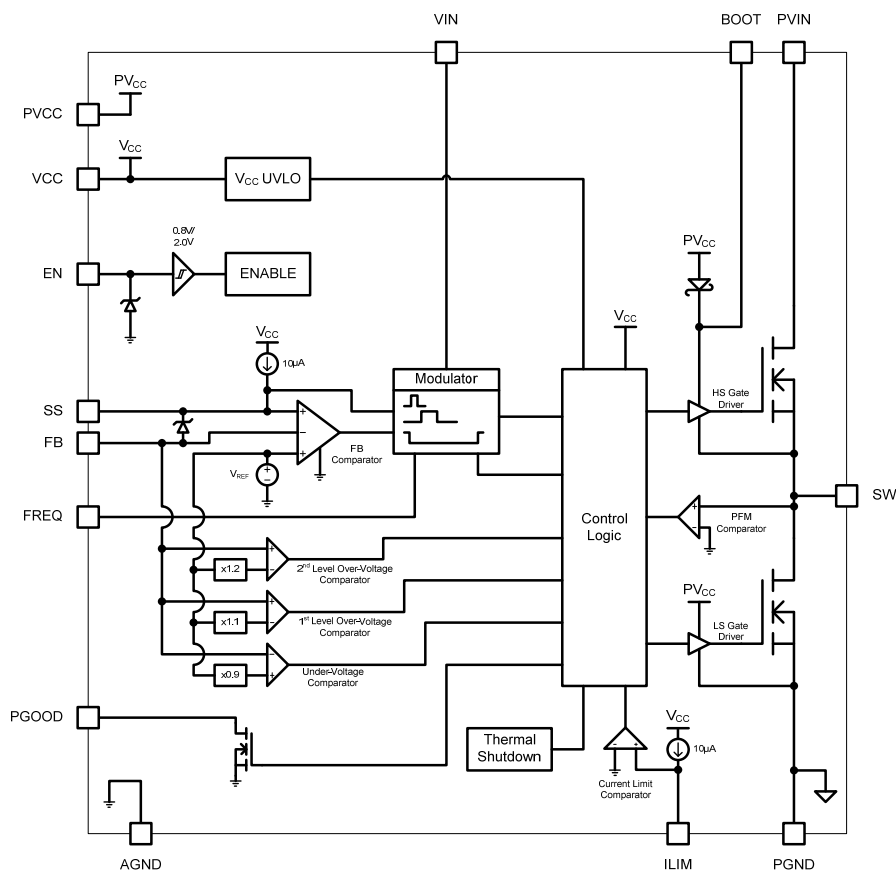 VIN
BOOT
PVIN
PVCC
PVCC
VCC
VCC
VCC UVLO
EN
0.8V/
2.0V
ENABLE
PVCC
VCC
VCC
10µA
Modulator
SS
FB
+
−
+
FB
Comparator
VREF
+
−
HS Gate
Driver
FREQ
Control
Logic
+
−
PFM
Comparator
SW
x1.2
+
−
2nd Level Over-Voltage
Comparator
x1.1
+
−
1st Level Over-Voltage
Comparator
PVCC
LS Gate
Driver
x0.9
−
+
Under-Voltage
Comparator
PGOOD
Thermal
Shutdown
VCC
10µA
−
+
Current Limit
Comparator
AGND
ILIM
PGND